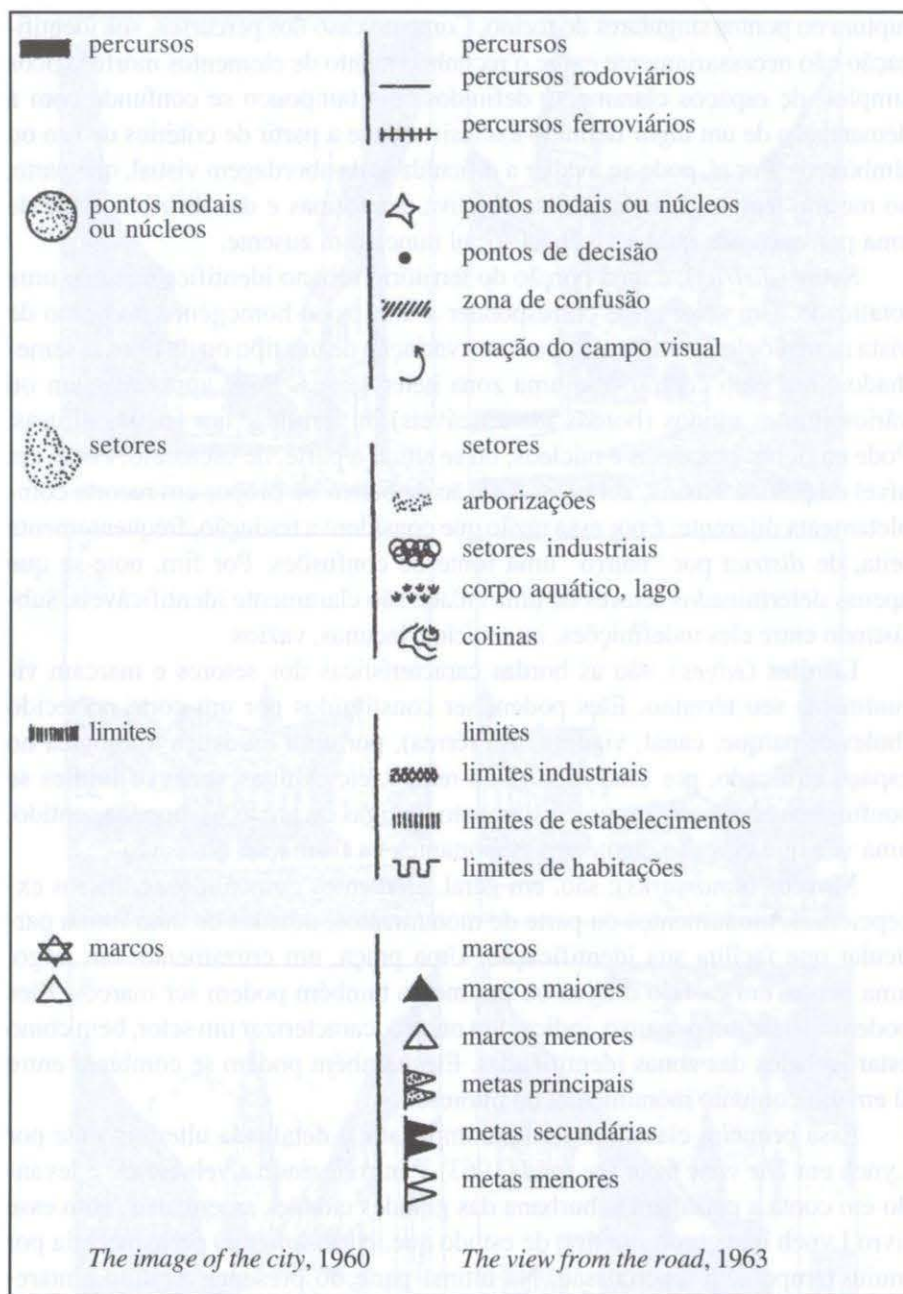 percursos
percursos
percursos rodoviários
percursos ferroviários
pontos nodais
ou núcleos
pontos nodais ou núcleos
pontos de decisão
zona de confusão
rotação do campo visual
setores
setores
arborizações
setores industriais
corpo aquático, lago
colinas
limites
limites
limites industriais
limites de estabelecimentos
limites de habitações
marcos
marcos
marcos maiores
marcos menores
metas principais
metas secundárias
metas menores
The image of the city, 1960
The view from the road, 1963